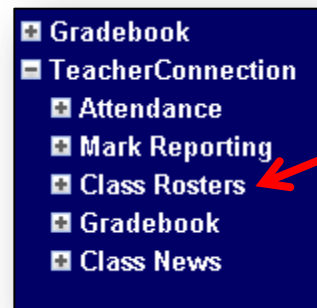 Gradebook
TeacherConnection
Attendance
Mark Reporting
Class Rosters
Gradebook
Class News